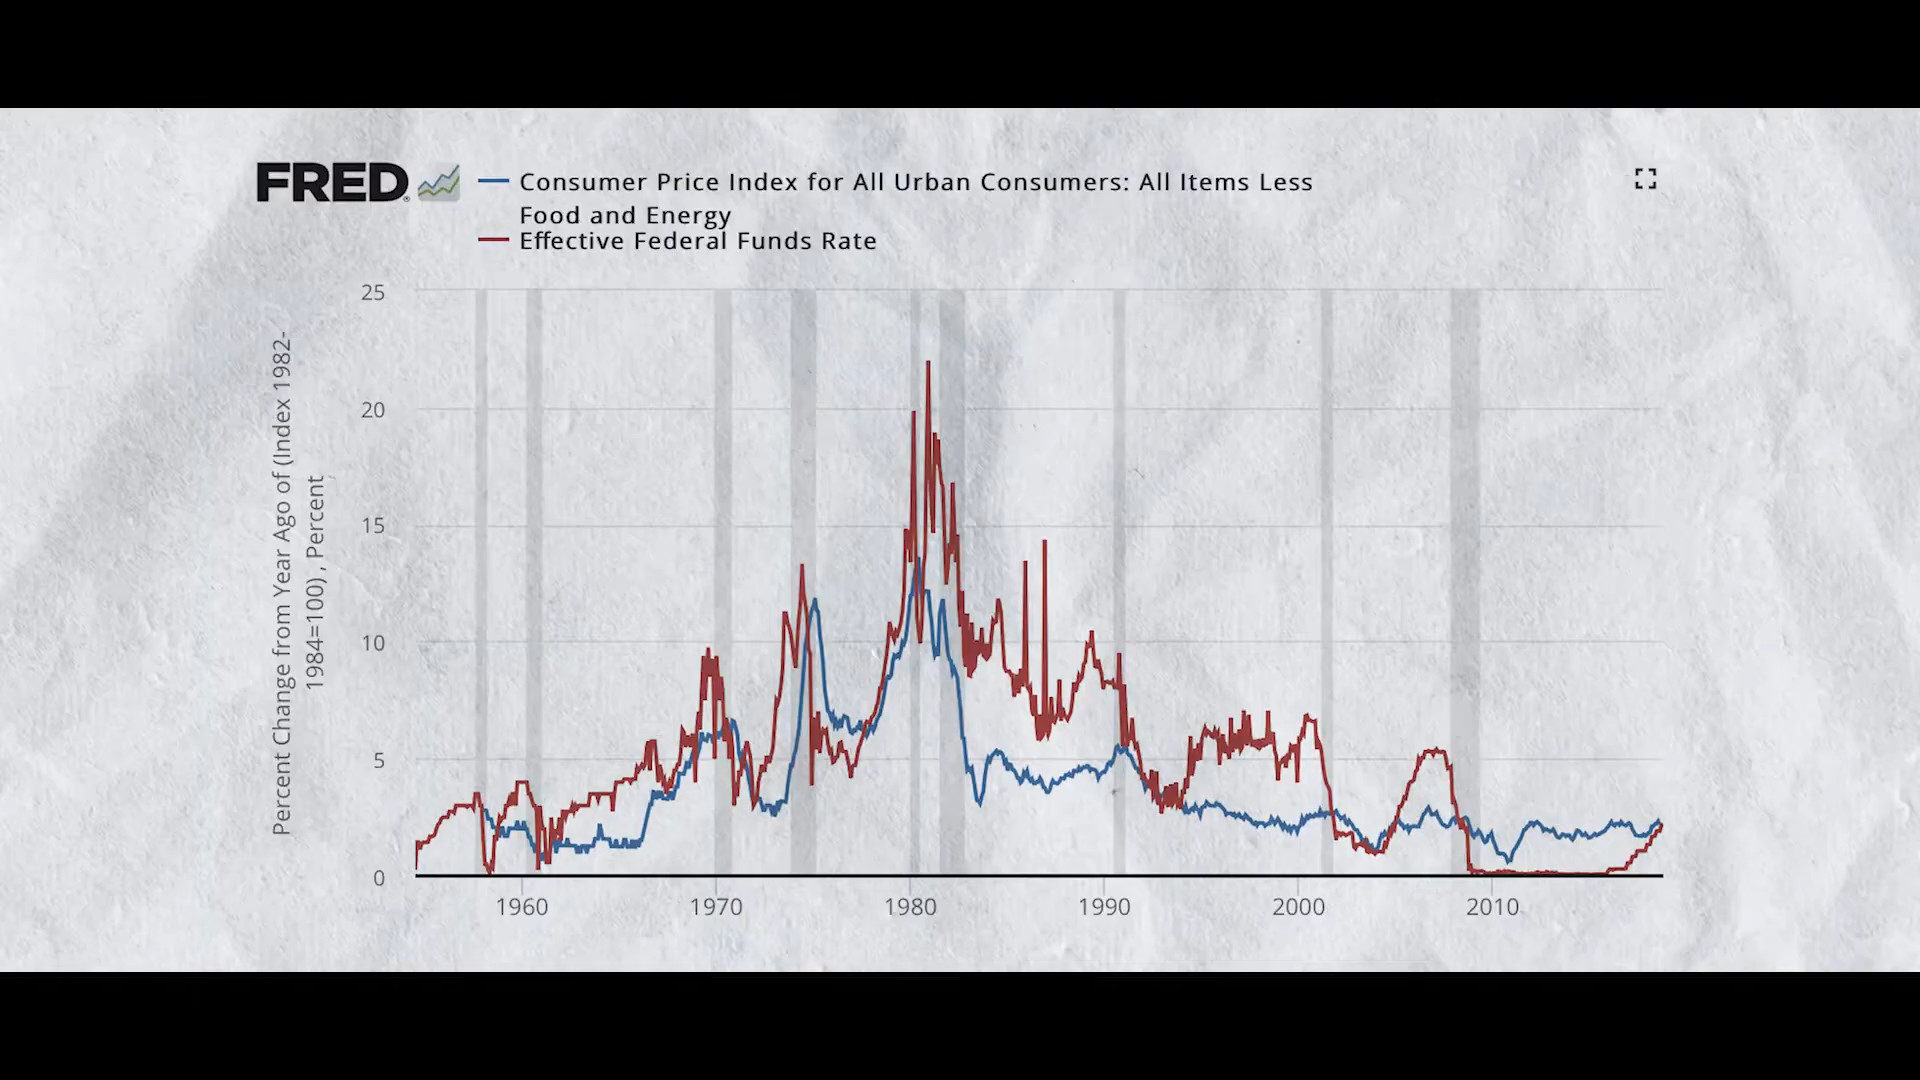 FRED
Consumer Price Index for All Urban Consumers: All Items Less
Food and Energy
Effective Federal Funds Rate
Percent Change from Year Ago of (Index 1982-
1984=100) , Percent
25
20
15
10
5
0
1960
1970
1980
1990
2000
2010